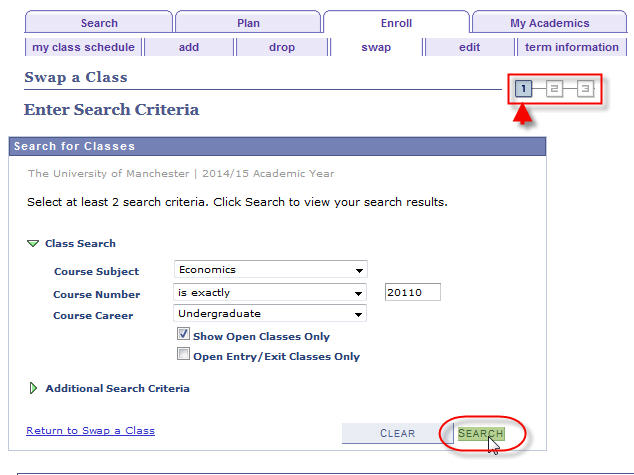 Search Plan Enroll My Academics
my class schedule add drop swap edit term information
Swap a Class
1 2 3
Enter Search Criteria
Search for Classes
The University of Manchester | 2014/15 Academic Year
Select at least 2 search criteria. Click Search to view your search results.
Class Search
Course Subject Economics
Course Number is exactly 20110
Course Career Undergraduate
Show Open Classes Only
Open Entry/Exit Classes Only
Additional Search Criteria
Return to Swap a Class CLEAR SEARCH